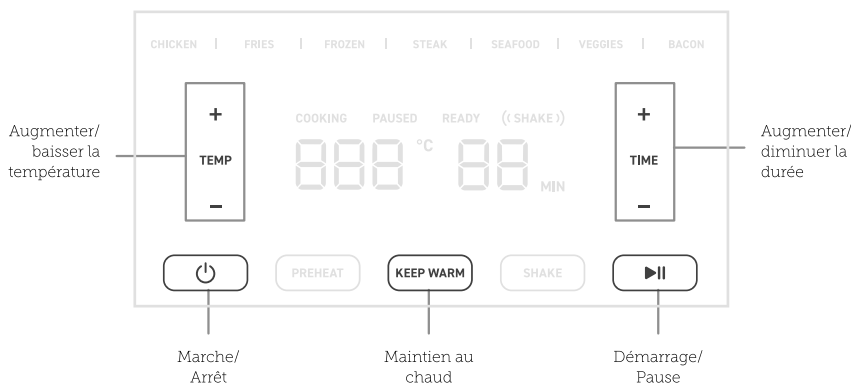 CHICKEN | FRIES | FROZEN | STEAK | SEAFOOD | VEGGIES | BACON
+
TEMP
−
COOKING PAUSED READY ((SHAKE))
888 °C 88 MIN
+
TIME
−
Augmenter/
baisser la
température
Augmenter/
diminuer la
durée
PREHEAT KEEP WARM SHAKE
Marche/
Arrêt
Maintien au
chaud
Démarrage/
Pause